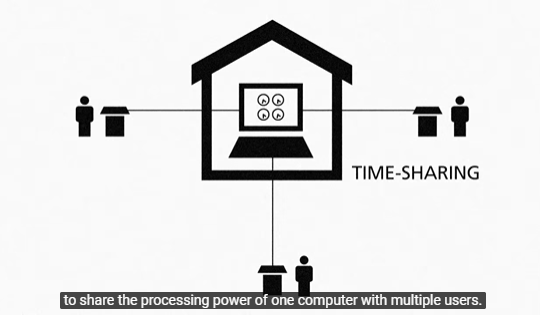 TIME-SHARING
to share the processing power of one computer with multiple users.